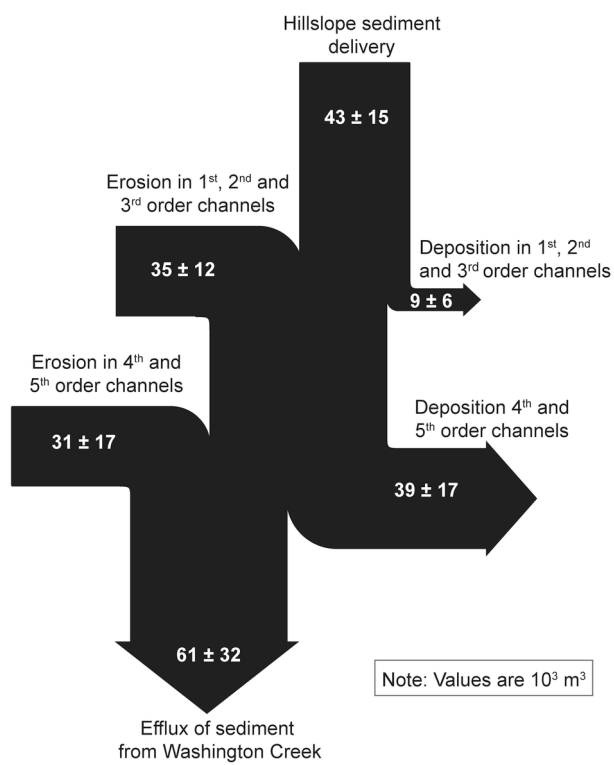 Hillslope sediment
delivery
43 ± 15
Erosion in 1st, 2nd and
3rd order channels
35 ± 12
Deposition in 1st, 2nd
and 3rd order channels
9 ± 6
Erosion in 4th and
5th order channels
31 ± 17
Deposition 4th and
5th order channels
39 ± 17
61 ± 32
Note: Values are 10³ m³
Efflux of sediment
from Washington Creek